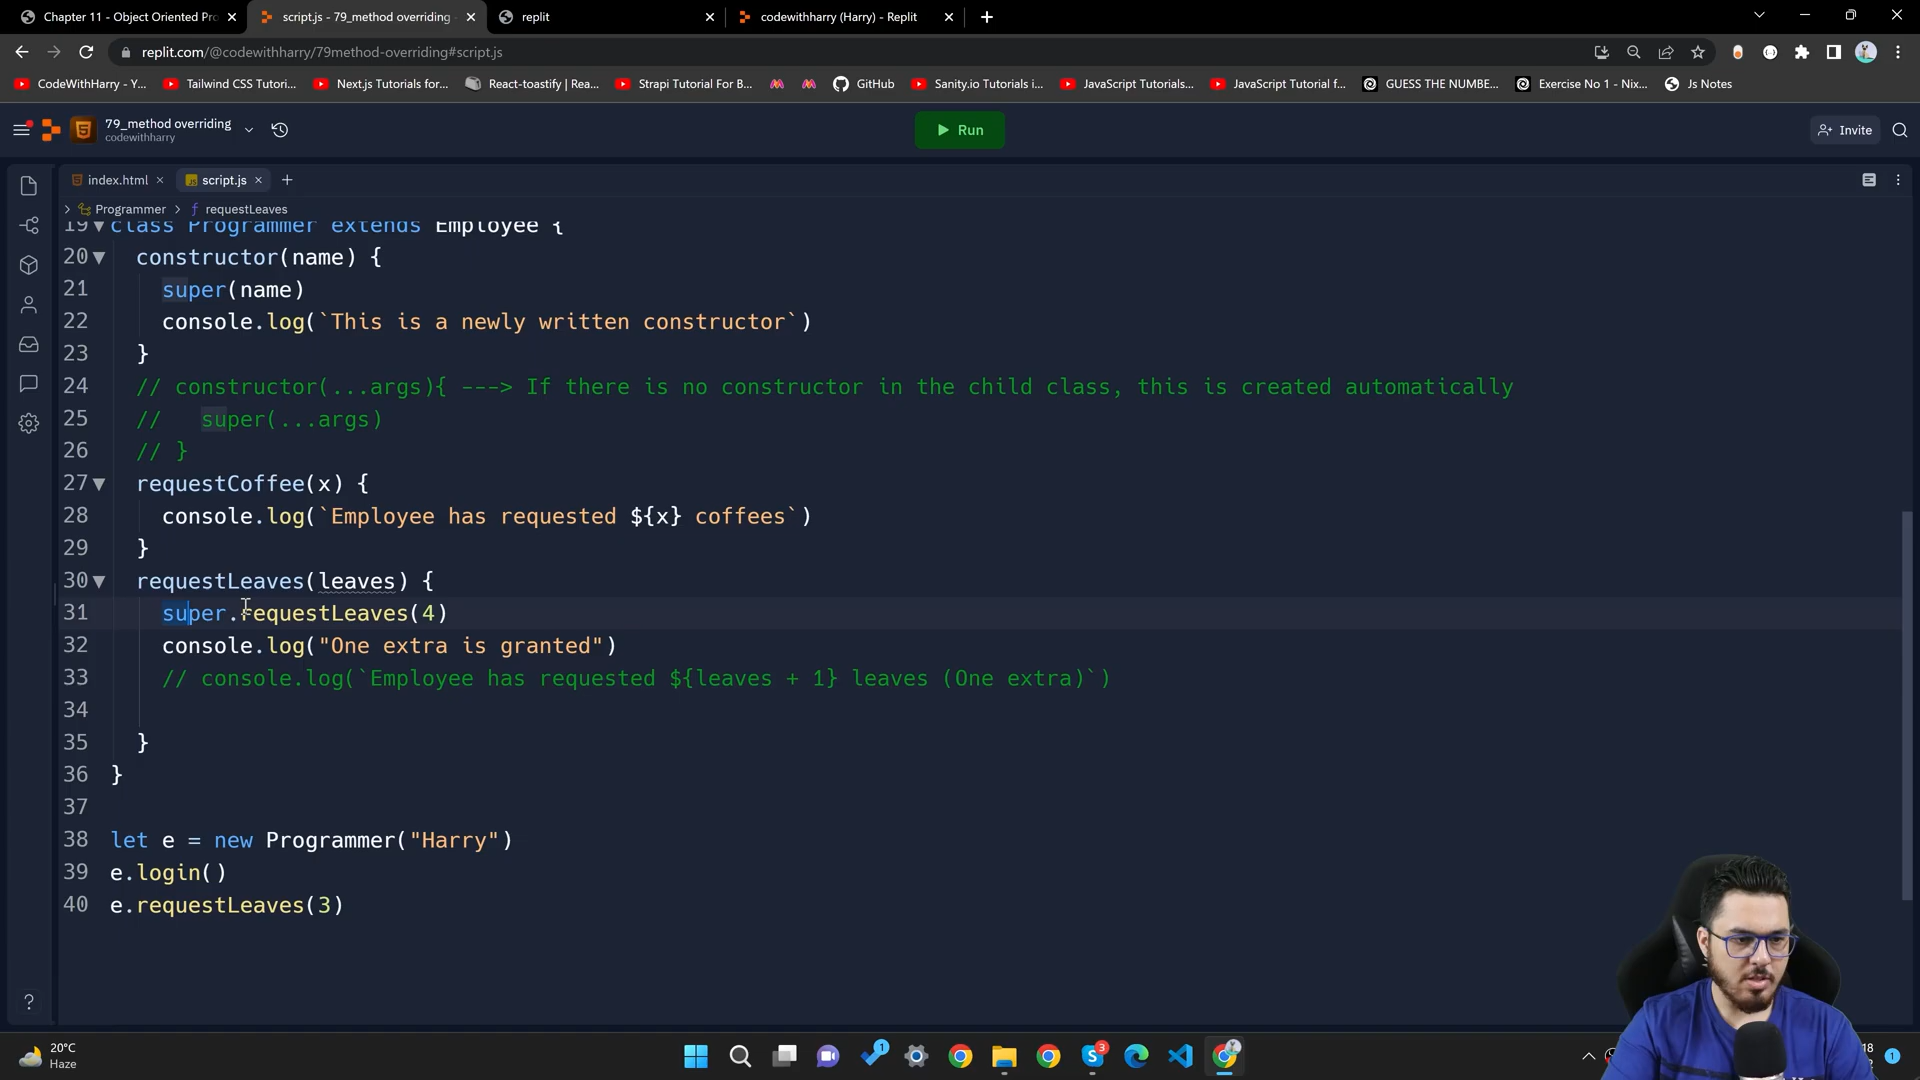 Chapter 11 - Object Oriented Pro
script.js - 79_method overriding
replit
codewithharry (Harry) - Replit
replit.com/@codewithharry/79method-overriding#script.js
CodeWithHarry - Y...
Tailwind CSS Tutori...
Next.js Tutorials for...
React-toastify | Rea...
Strapi Tutorial For B...
GitHub
Sanity.io Tutorials i...
JavaScript Tutorials...
JavaScript Tutorial f...
GUESS THE NUMBE...
Exercise No 1 - Nix...
Js Notes
79_method overriding
codewithharry
Run
Invite
index.html
script.js
Programmer > requestLeaves
19 class Programmer extends Employee {
20 constructor(name) {
21 super(name)
22 console.log(`This is a newly written constructor`)
23 }
24 // constructor(...args){ ---> If there is no constructor in the child class, this is created automatically
25 // super(...args)
26 // }
27 requestCoffee(x) {
28 console.log(`Employee has requested ${x} coffees`)
29 }
30 requestLeaves(leaves) {
31 super.requestLeaves(4)
32 console.log("One extra is granted")
33 // console.log(`Employee has requested ${leaves + 1} leaves (One extra)`)
34
35 }
36 }
37
38 let e = new Programmer("Harry")
39 e.login()
40 e.requestLeaves(3)
20°C
Haze
1
3
18
1